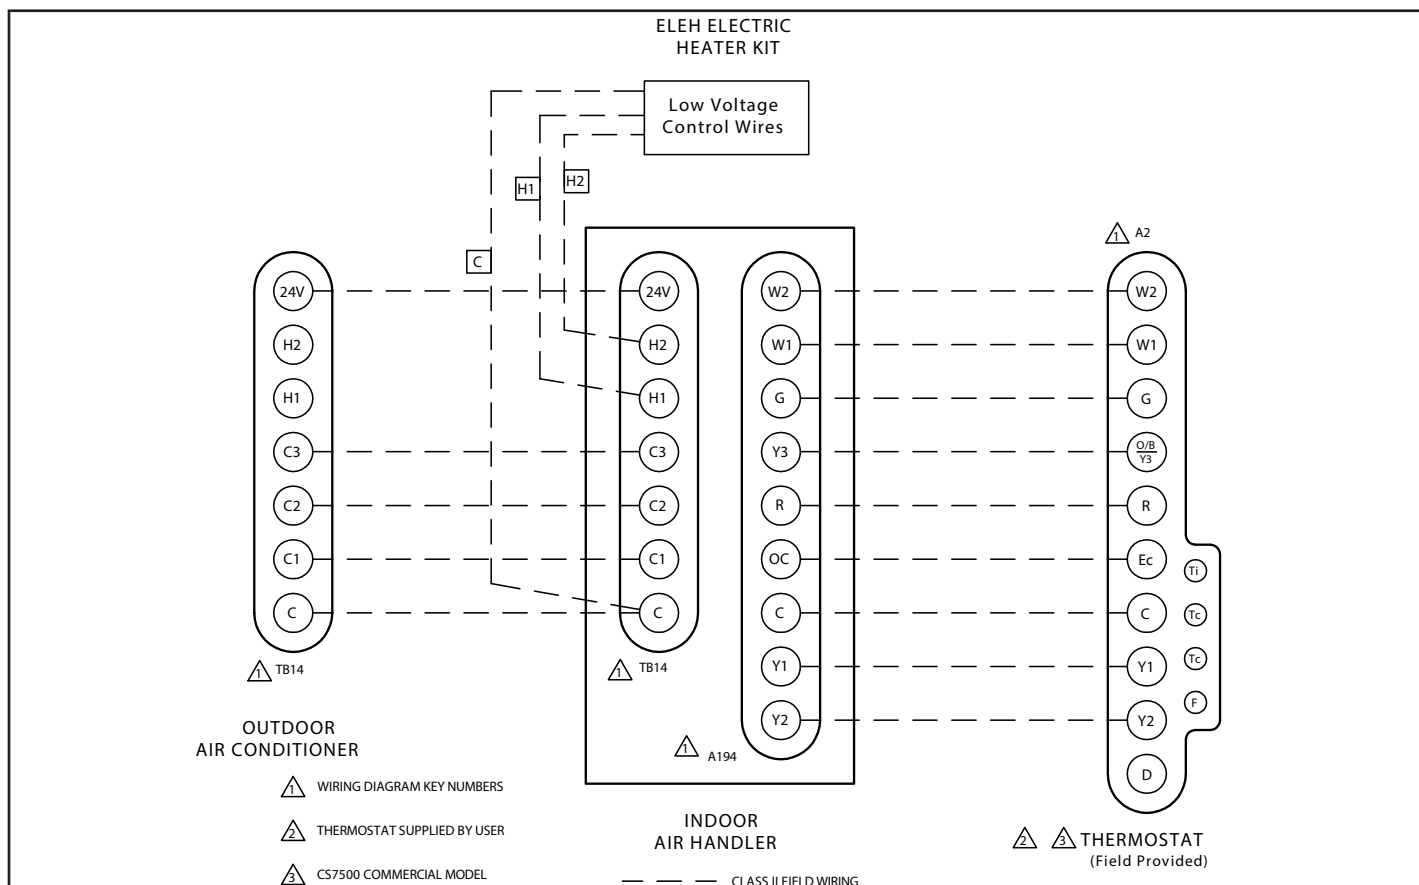 ELEH ELECTRIC
HEATER KIT
Low Voltage
Control Wires
H1
H2
C
1 A2
24V
H2
H1
C3
C2
C1
C
1 TB14
24V
H2
H1
C3
C2
C1
C
1 TB14
W2
W1
G
Y3
R
OC
C
Y1
Y2
1 A194
W2
W1
G
O/B
Y3
R
Ec
C
Y1
Y2
D
Ti
Tc
Tc
F
OUTDOOR
AIR CONDITIONER
1 WIRING DIAGRAM KEY NUMBERS
2 THERMOSTAT SUPPLIED BY USER
3 CS7500 COMMERCIAL MODEL
INDOOR
AIR HANDLER
CLASS II FIELD WIRING
2 3 THERMOSTAT
(Field Provided)